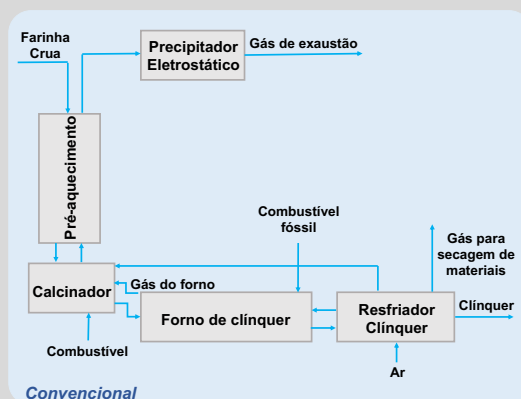 Farinha
Crua
Precipitador
Eletrostático
Gás de exaustão
Pré-aquecimento
Combustível
fóssil
Gás para
secagem de
materiais
Calcinador
Gás do forno
Forno de clínquer
Resfriador
Clínquer
Clínquer
Combustível
Ar
Convencional